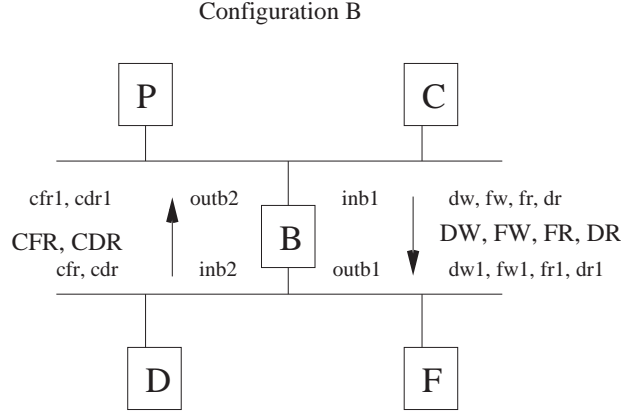 Configuration B
P
C
cfr1, cdr1
outb2
inb1
dw, fw, fr, dr
CFR, CDR
B
DW, FW, FR, DR
cfr, cdr
inb2
outb1
dw1, fw1, fr1, dr1
D
F